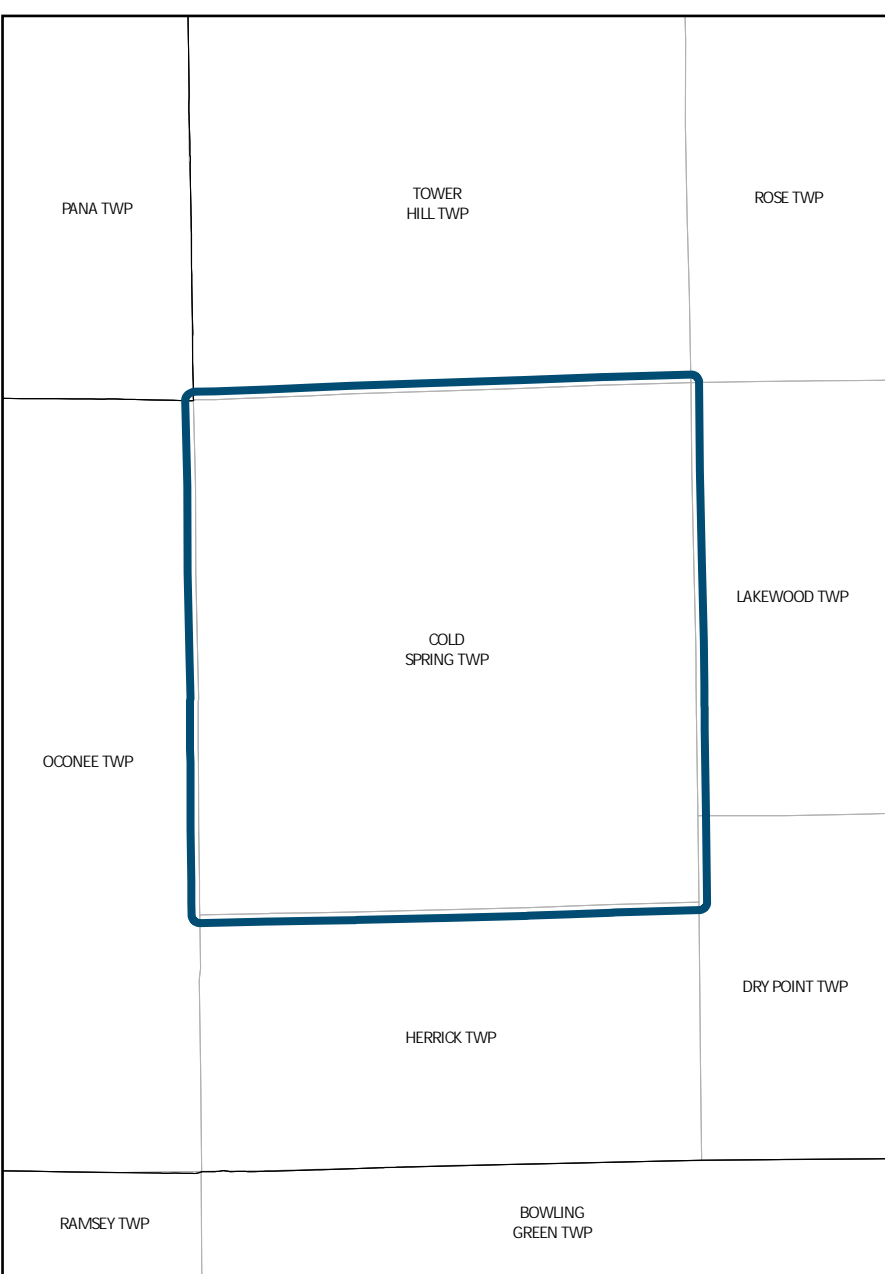 PANA TWP
TOWER
HILL TWP
ROSE TWP
LAKEWOOD TWP
COLD
SPRING TWP
OCONEE TWP
DRY POINT TWP
HERRICK TWP
RAMSEY TWP
BOWLING
GREEN TWP